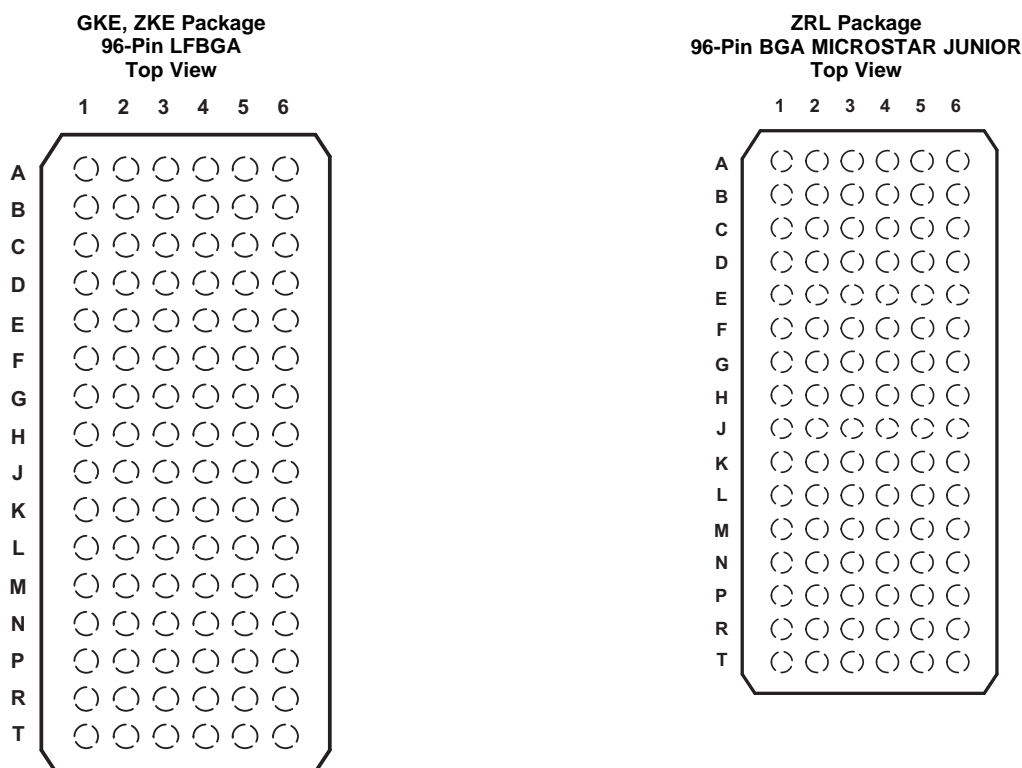 GKE, ZKE Package
96-Pin LFBGA
Top View
1 2 3 4 5 6
A
B
C
D
E
F
G
H
J
K
L
M
N
P
R
T
ZRL Package
96-Pin BGA MICROSTAR JUNIOR
Top View
1 2 3 4 5 6
A
B
C
D
E
F
G
H
J
K
L
M
N
P
R
T